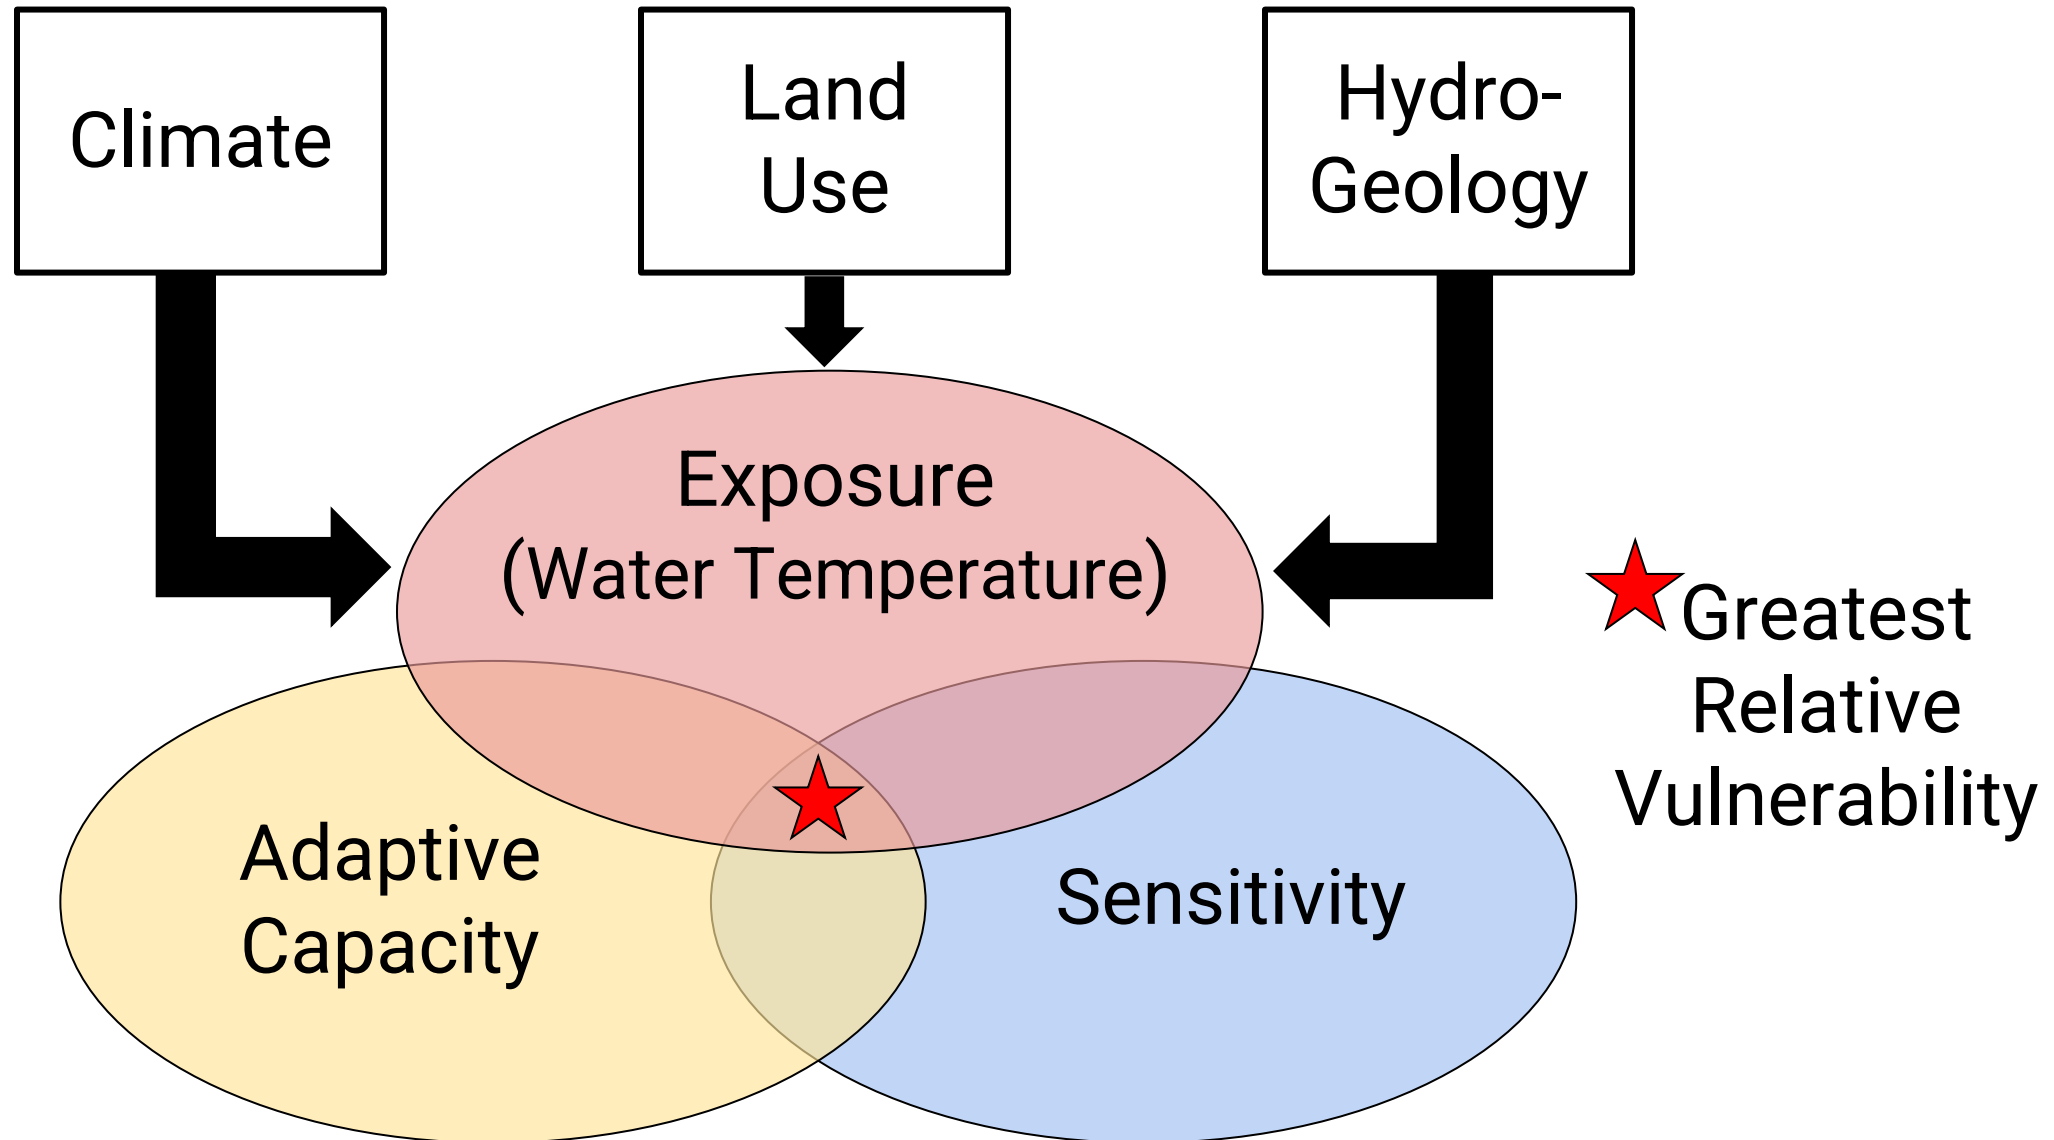 Climate
Land
Use
Hydro-
Geology
Exposure
(Water Temperature)
Adaptive
Capacity
Sensitivity
Greatest
Relative
Vulnerability